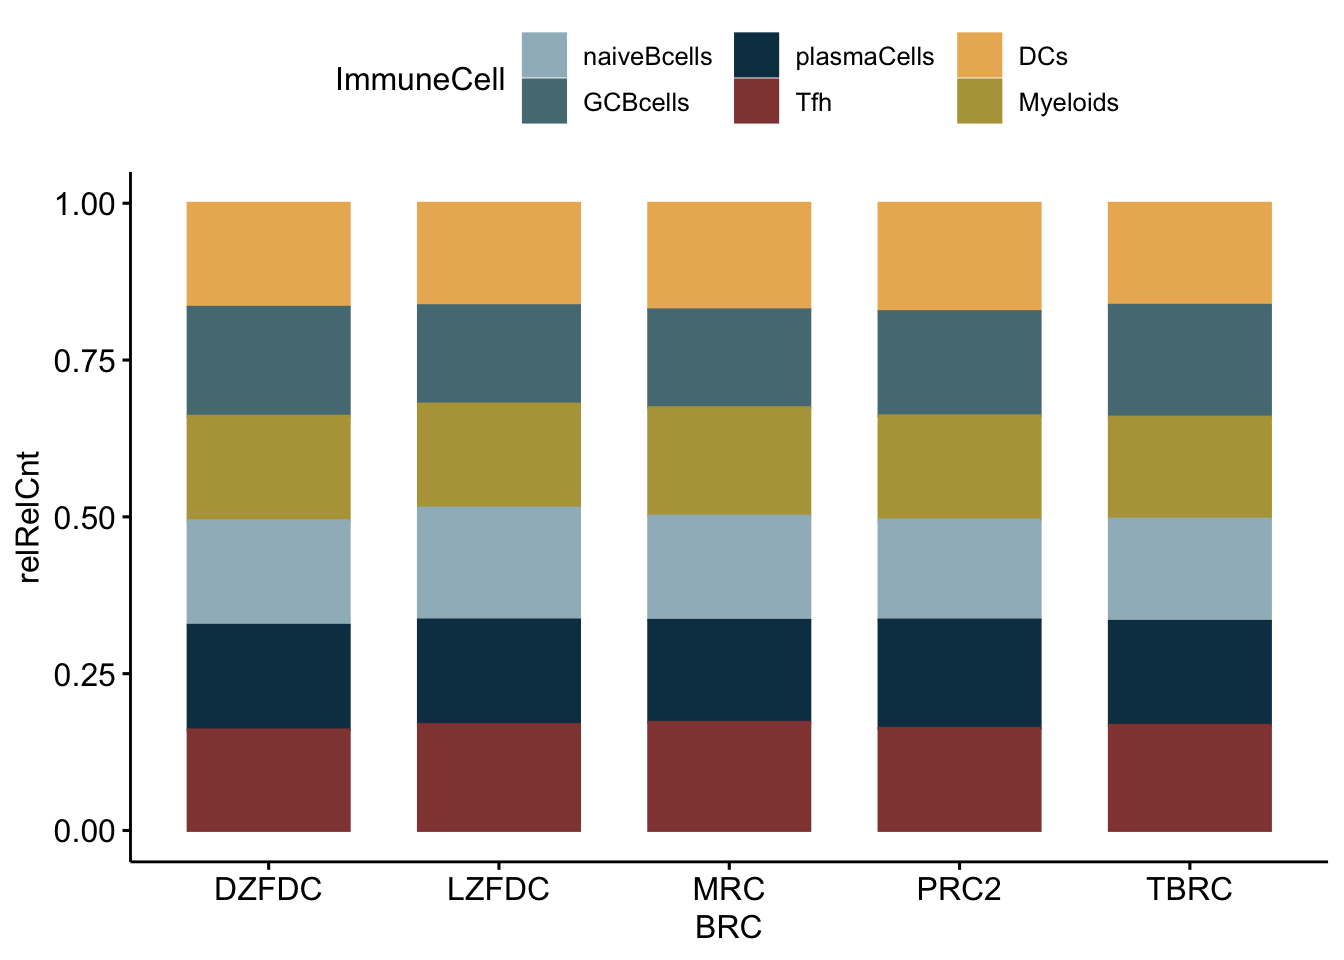 ImmuneCell
naiveBcells
plasmaCells
DCs
GCBcells
Tfh
Myeloids
1.00
0.75
0.50
0.25
0.00
relRelCnt
DZFDC
LZFDC
MRC
PRC2
TBRC
BRC